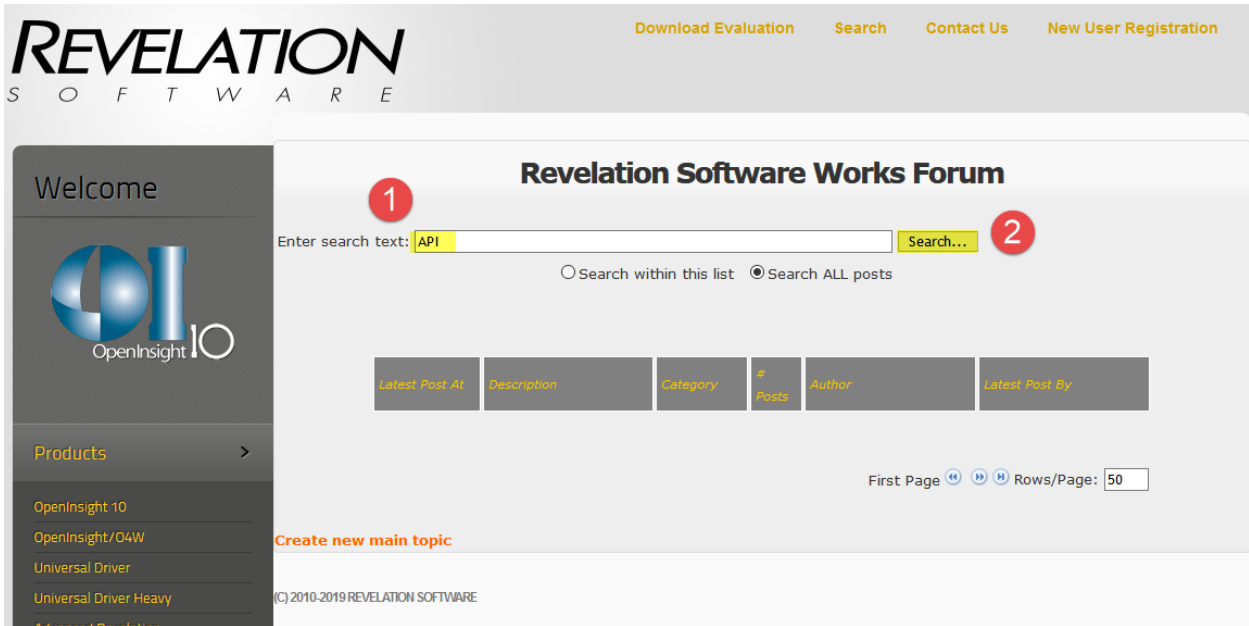 REVELATION
SOFTWARE
Download Evaluation Search Contact Us New User Registration
Welcome
OpenInsight 10
Products >
OpenInsight 10
OpenInsight/O4W
Universal Driver
Universal Driver Heavy
Advanced Revelation
Revelation Software Works Forum
1
Enter search text: API Search... 2
Search within this list Search ALL posts
Latest Post At Description Category # Posts Author Latest Post By
First Page Rows/Page: 50
Create new main topic
(C) 2010-2019 REVELATION SOFTWARE